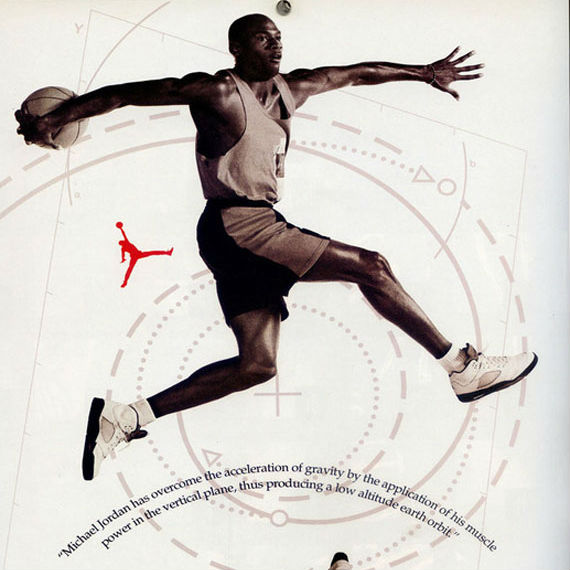 Y
"Michael Jordan has overcome the acceleration of gravity by the application of his muscle
power in the vertical plane, thus producing a low altitude earth orbit."